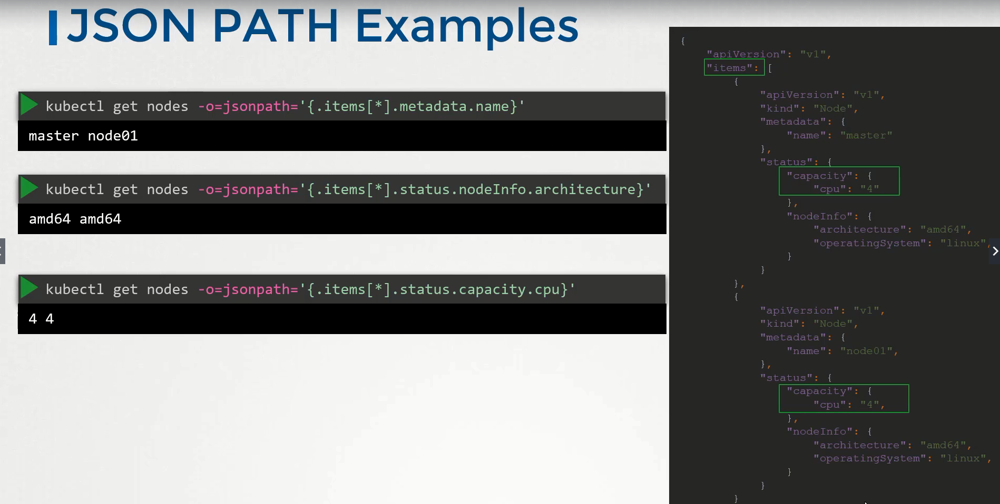 JSON PATH Examples
kubectl get nodes -o=jsonpath='{.items[*].metadata.name}'
master node01
kubectl get nodes -o=jsonpath='{.items[*].status.nodeInfo.architecture}'
amd64 amd64
kubectl get nodes -o=jsonpath='{.items[*].status.capacity.cpu}'
4 4
{
"apiVersion": "v1",
"items": [
{
"apiVersion": "v1",
"kind": "Node",
"metadata": {
"name": "master"
},
"status": {
"capacity": {
"cpu": "4"
},
"nodeInfo": {
"architecture": "amd64",
"operatingSystem": "linux",
}
}
},
{
"apiVersion": "v1",
"kind": "Node",
"metadata": {
"name": "node01",
},
"status": {
"capacity": {
"cpu": "4",
},
"nodeInfo": {
"architecture": "amd64",
"operatingSystem": "linux",
}
}
}